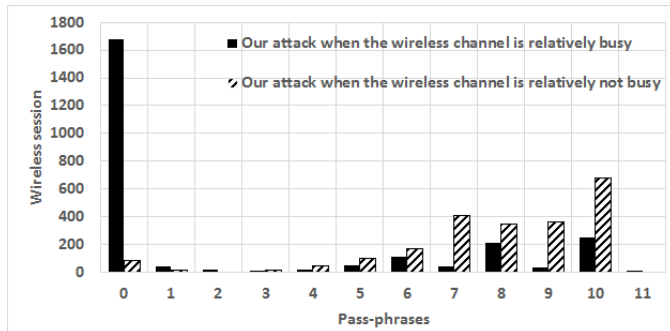 1800
1600
1400
1200
1000
800
600
400
200
0
Wireless session
Our attack when the wireless channel is relatively busy
Our attack when the wireless channel is relatively not busy
0 1 2 3 4 5 6 7 8 9 10 11
Pass-phrases